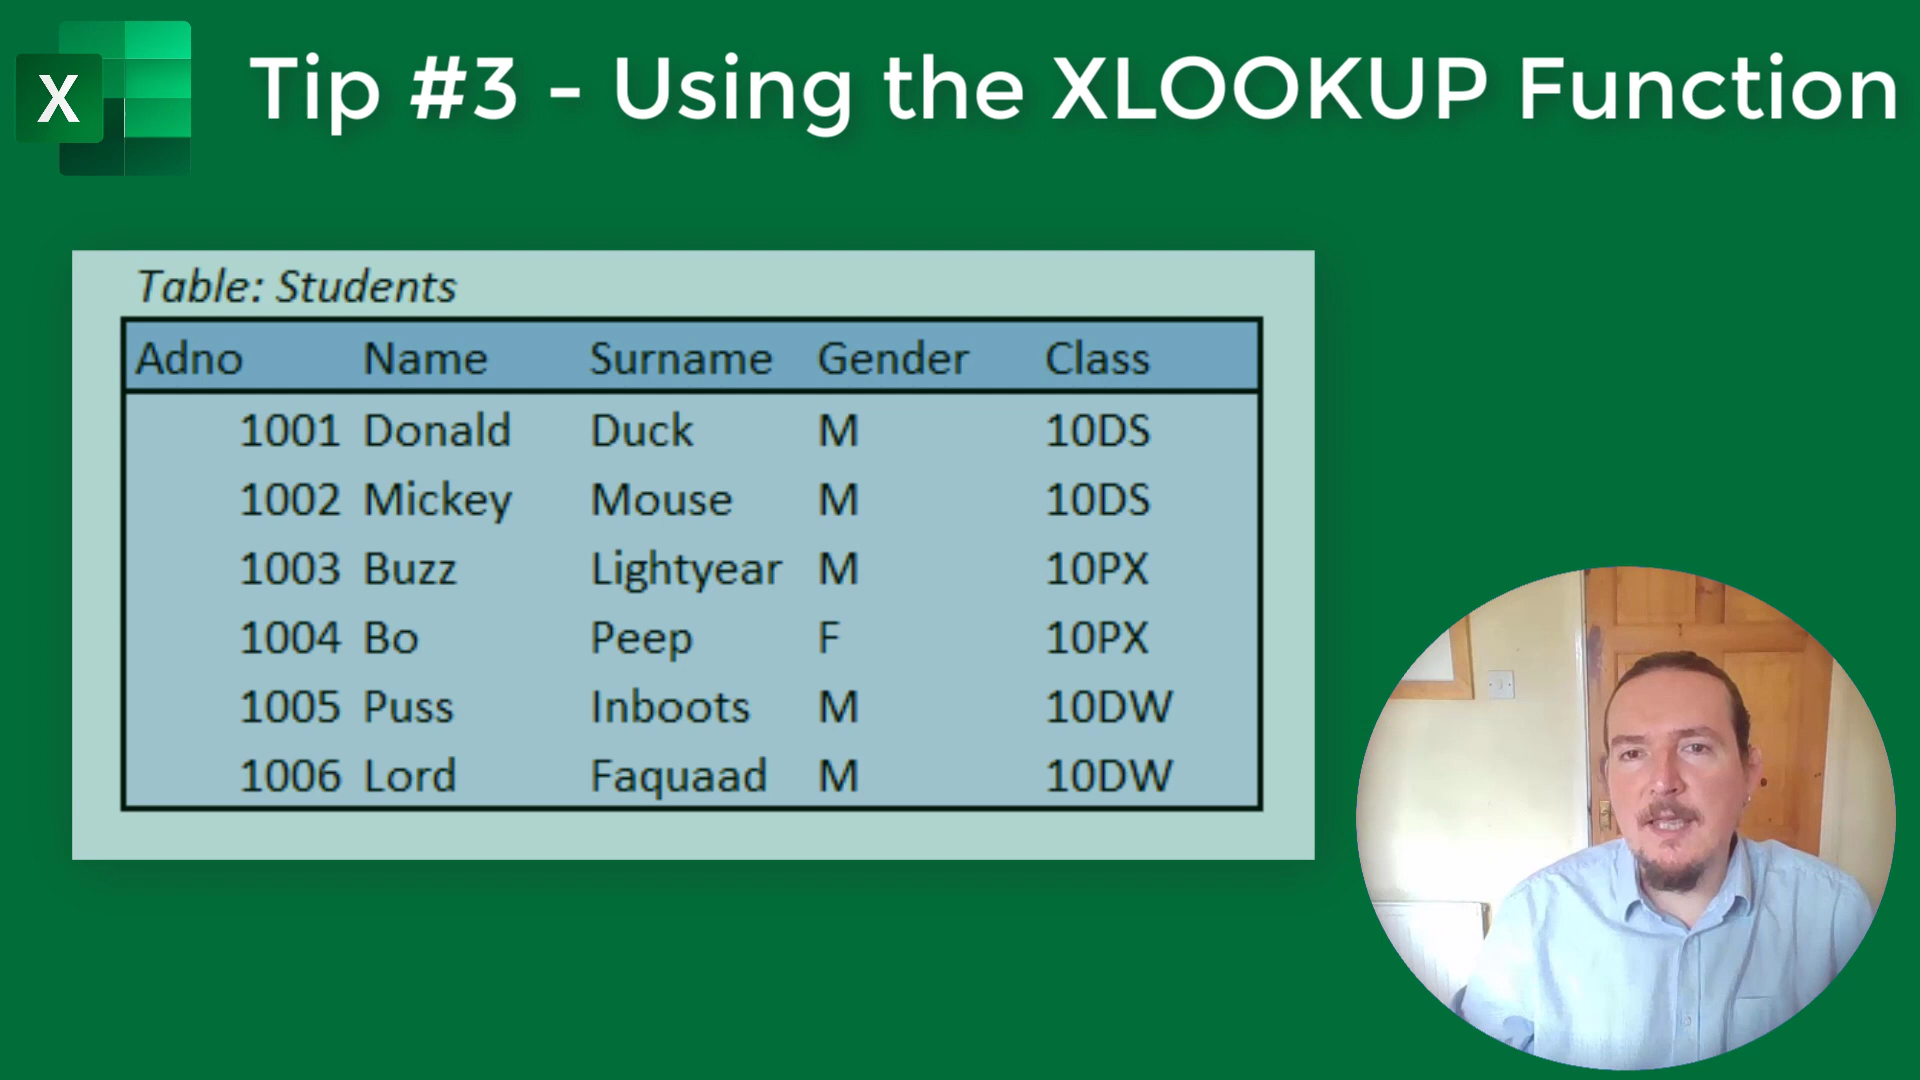 X
Tip #3 - Using the XLOOKUP Function
Table: Students
Adno Name Surname Gender Class
1001 Donald Duck M 10DS
1002 Mickey Mouse M 10DS
1003 Buzz Lightyear M 10PX
1004 Bo Peep F 10PX
1005 Puss Inboots M 10DW
1006 Lord Faquaad M 10DW